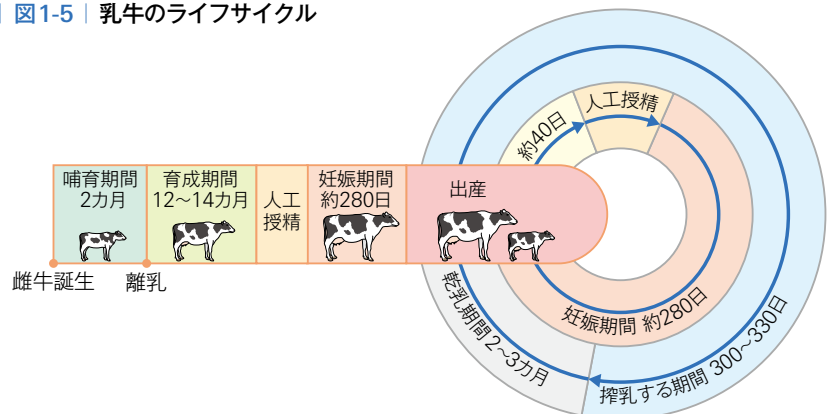 図1-5 | 乳牛のライフサイクル
哺育期間
2カ月
育成期間
12〜14カ月
人工
授精
妊娠期間
約280日
出産
雌牛誕生
離乳
約40日
人工授精
妊娠期間 約280日
乾乳期間2〜3カ月
搾乳する期間 300〜330日